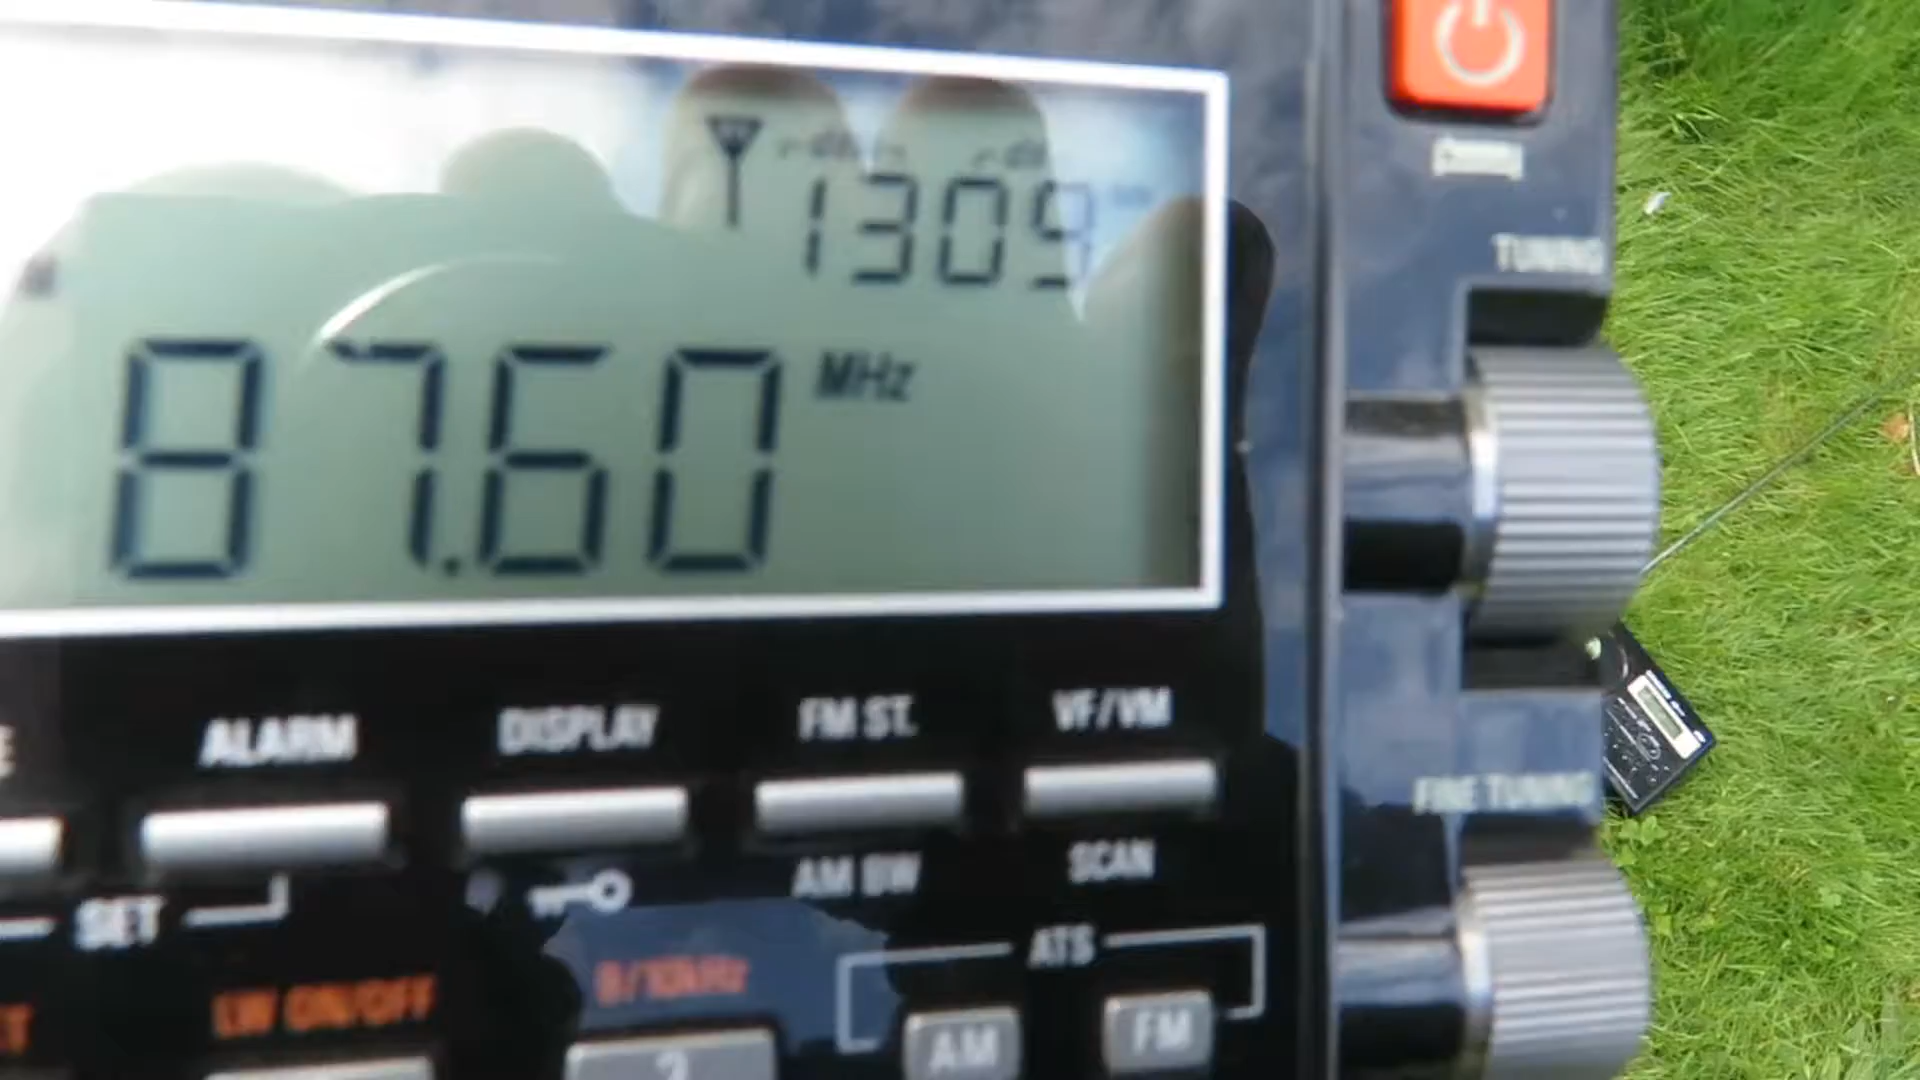 1309
87.60 MHz
TUNING
ALARM
DISPLAY
FM ST.
VF/VM
FINE TUNING
SET
AM BW
SCAN
ATS
LW ON/OFF
9/10kHz
AM
FM